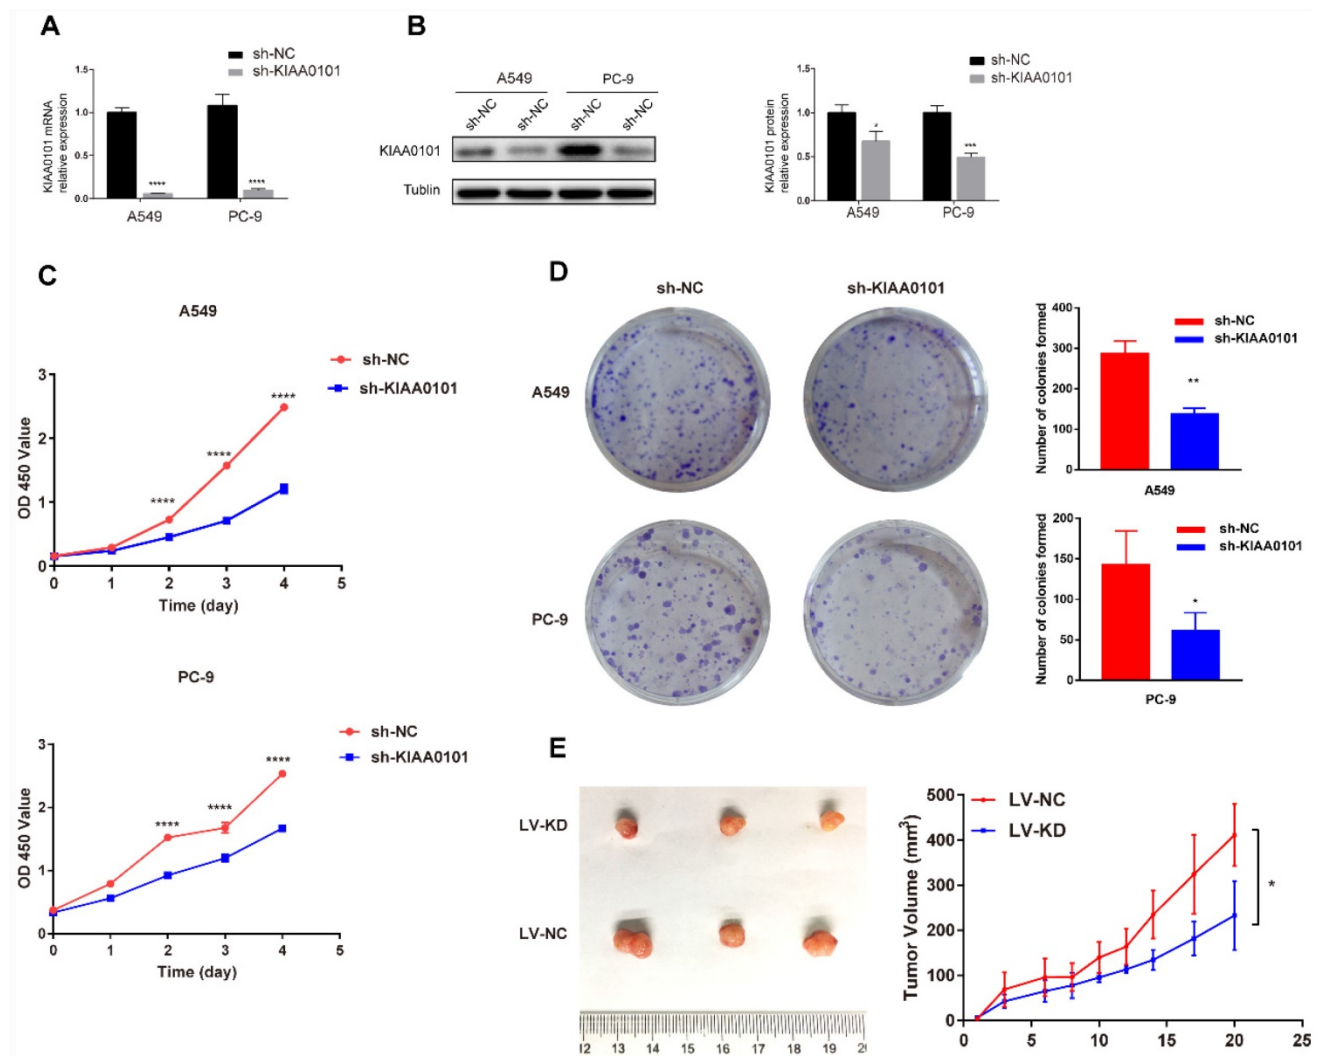 A
sh-NC
sh-KIAA0101
KIAA0101 mRNA
relative expression
1.5
1.0
0.5
0.0
****
****
A549
PC-9
B
A549
PC-9
sh-NC
sh-NC
sh-NC
sh-NC
KIAA0101
Tublin
sh-NC
sh-KIAA0101
KIAA0101 protein
relative expression
1.5
1.0
0.5
0.0
*
***
A549
PC-9
C
A549
sh-NC
sh-KIAA0101
OD 450 Value
3
2
1
0
****
****
****
0 1 2 3 4 5
Time (day)
PC-9
sh-NC
sh-KIAA0101
OD 450 Value
3
2
1
0
****
****
****
0 1 2 3 4 5
Time (day)
D
sh-NC
sh-KIAA0101
A549
PC-9
Number of colonies formed
400
300
200
100
0
sh-NC
sh-KIAA0101
**
A549
Number of colonies formed
200
150
100
50
0
sh-NC
sh-KIAA0101
*
PC-9
E
LV-KD
LV-NC
12 13 14 15 16 17 18 19
LV-NC
LV-KD
Tumor Volume (mm³)
500
400
300
200
100
0
*
0 5 10 15 20 25